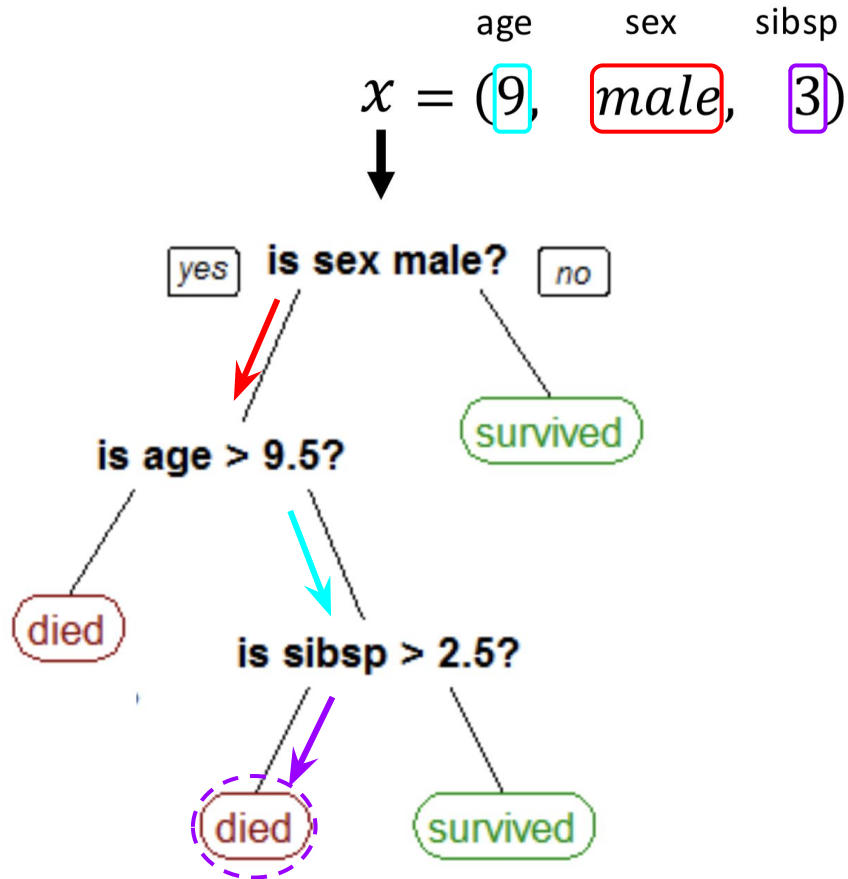 age sex sibsp
x = (9, male, 3)
yes is sex male? no
survived
is age > 9.5?
died
is sibsp > 2.5?
died survived